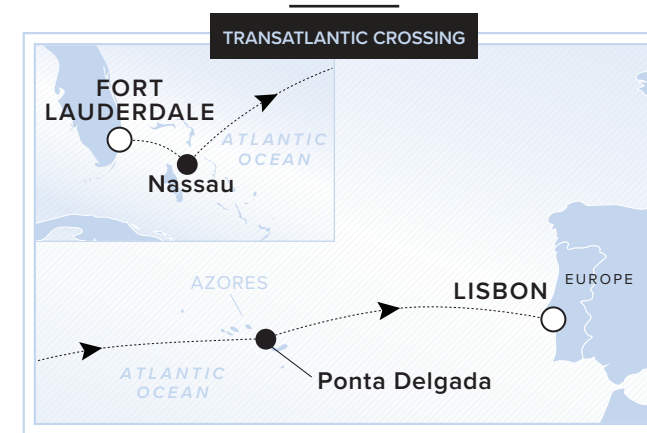 TRANSATLANTIC CROSSING
FORT
LAUDERDALE
ATLANTIC
OCEAN
Nassau
AZORES
LISBON
EUROPE
ATLANTIC
OCEAN
Ponta Delgada